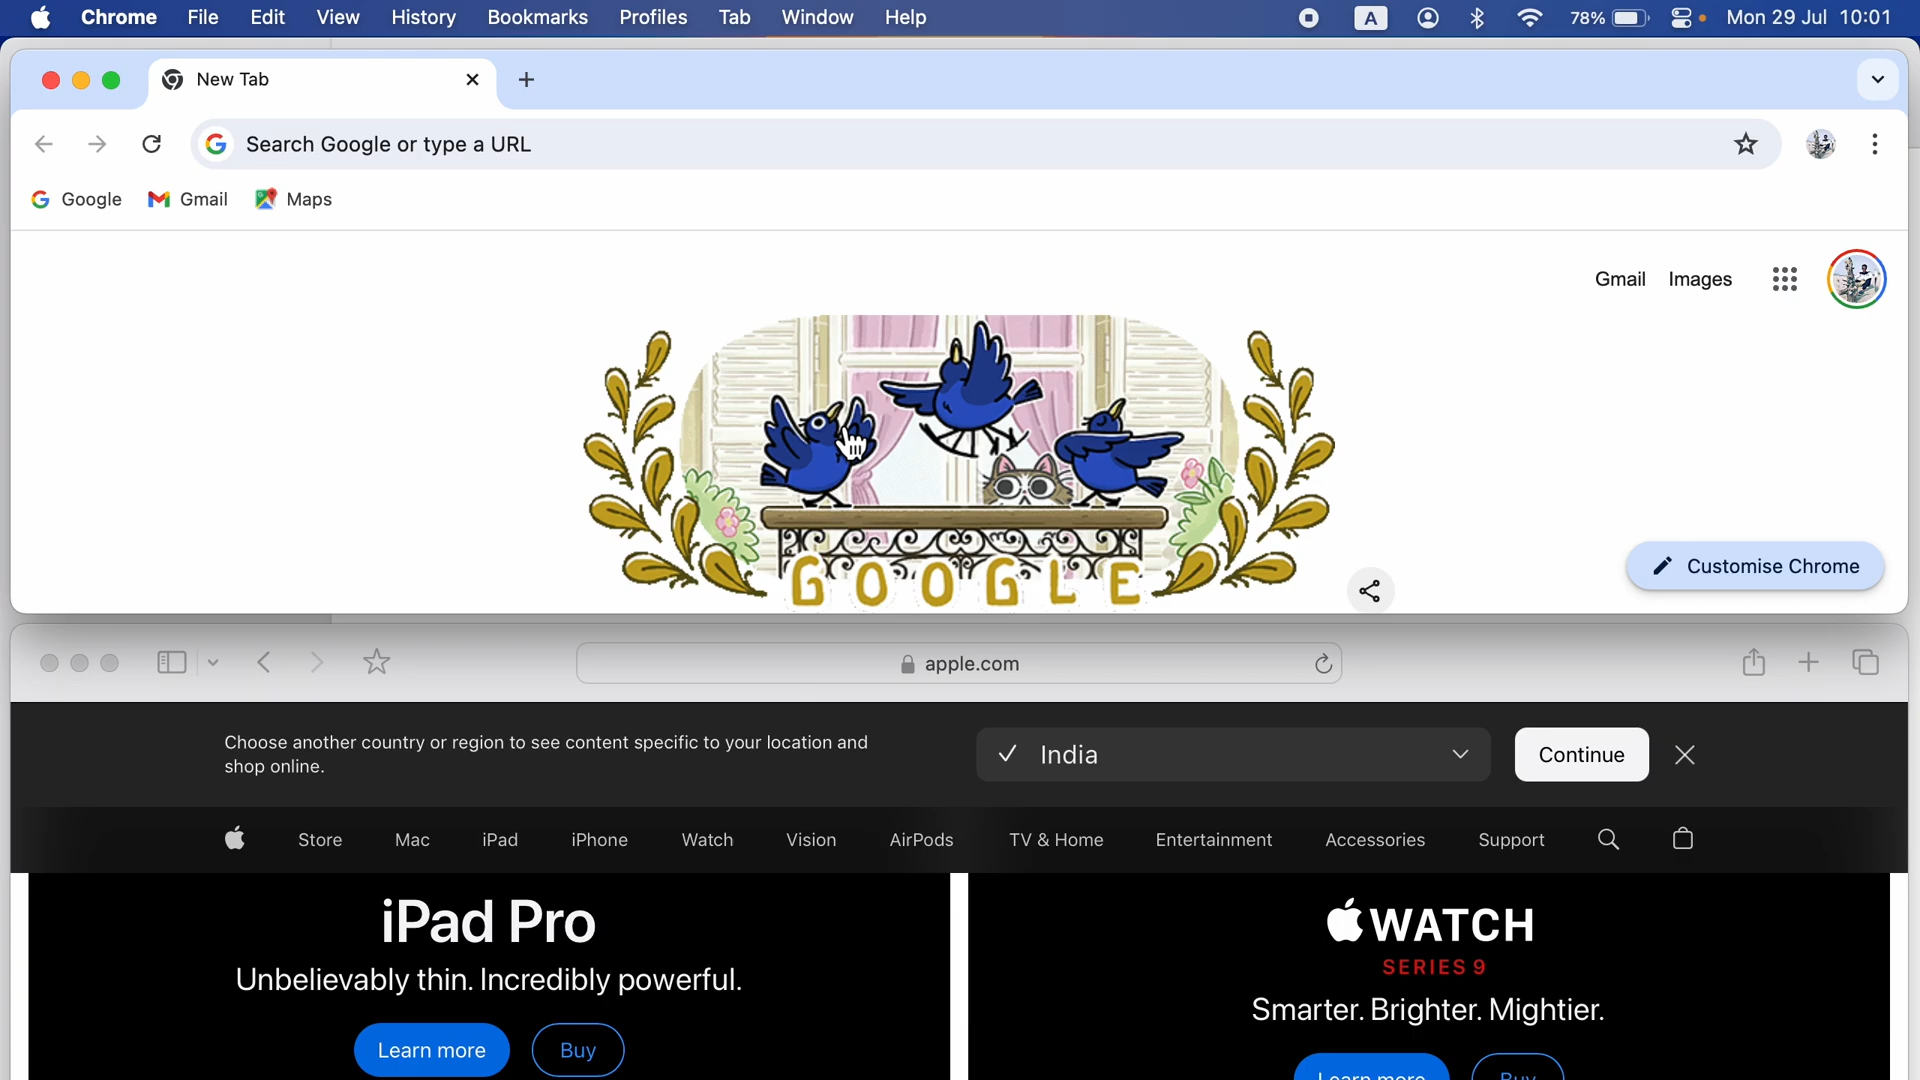 Chrome File Edit View History Bookmarks Profiles Tab Window Help A 78% Mon 29 Jul 10:01
New Tab
Search Google or type a URL
Google Gmail Maps
Gmail Images
GOOGLE
Customise Chrome
apple.com
Choose another country or region to see content specific to your location and
shop online.
India
Continue
Store Mac iPad iPhone Watch Vision AirPods TV & Home Entertainment Accessories Support
iPad Pro
Unbelievably thin. Incredibly powerful.
Learn more Buy
WATCH
SERIES 9
Smarter. Brighter. Mightier.
Learn more Buy